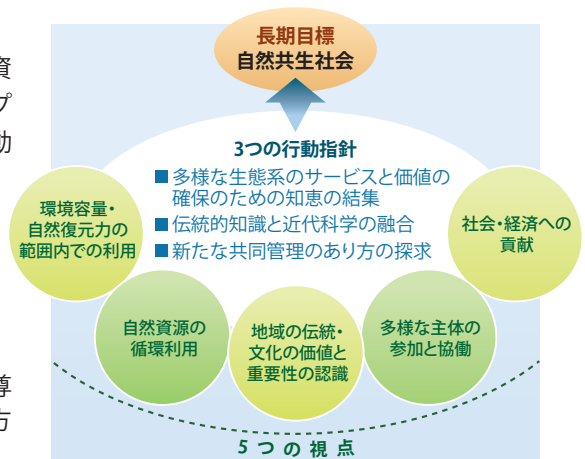 長期目標
自然共生社会
資
プ
動
3つの行動指針
■ 多様な生態系のサービスと価値の
確保のための知恵の結集
■ 伝統的知識と近代科学の融合
■ 新たな共同管理のあり方の探求
環境容量・
自然復元力の
範囲内での利用
自然資源の
循環利用
地域の伝統・
文化の価値と
重要性の認識
多様な主体の
参加と協働
社会・経済への
貢献
尊
方
5つの視点